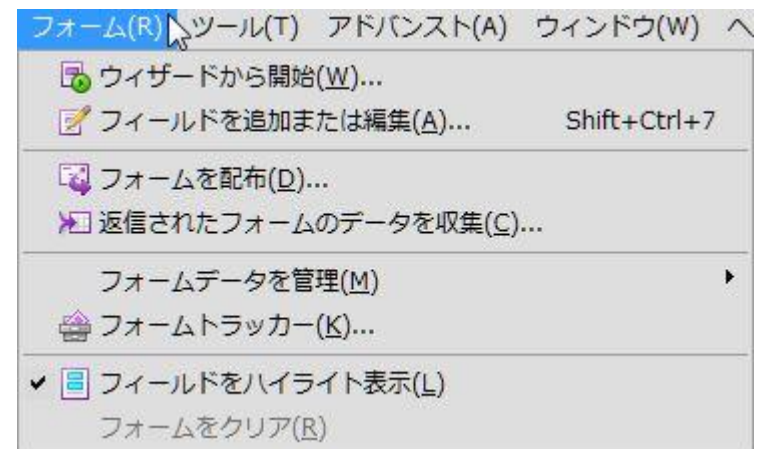 フォーム(R) ツール(T) アドバンスト(A) ウィンドウ(W) ヘ
ウィザードから開始(W)...
フィールドを追加または編集(A)... Shift+Ctrl+7
フォームを配布(D)...
返信されたフォームのデータを収集(C)...
フォームデータを管理(M)
フォームトラッカー(K)...
フィールドをハイライト表示(L)
フォームをクリア(R)